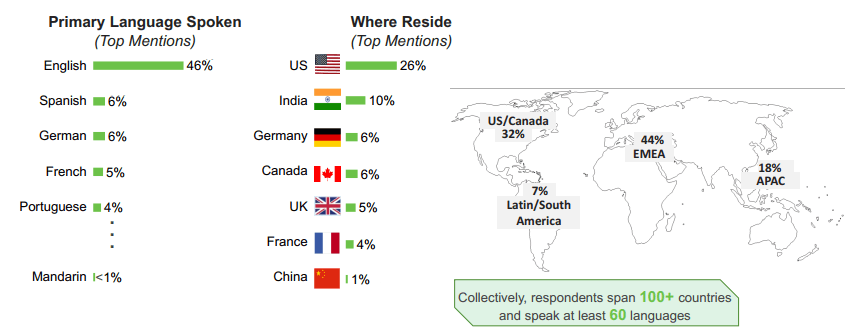 Primary Language Spoken
(Top Mentions)
English 46%
Spanish 6%
German 6%
French 5%
Portuguese 4%
Mandarin <1%
Where Reside
(Top Mentions)
US 26%
India 10%
Germany 6%
Canada 6%
UK 5%
France 4%
China 1%
US/Canada
32%
44%
EMEA
18%
APAC
7%
Latin/South
America
Collectively, respondents span 100+ countries
and speak at least 60 languages